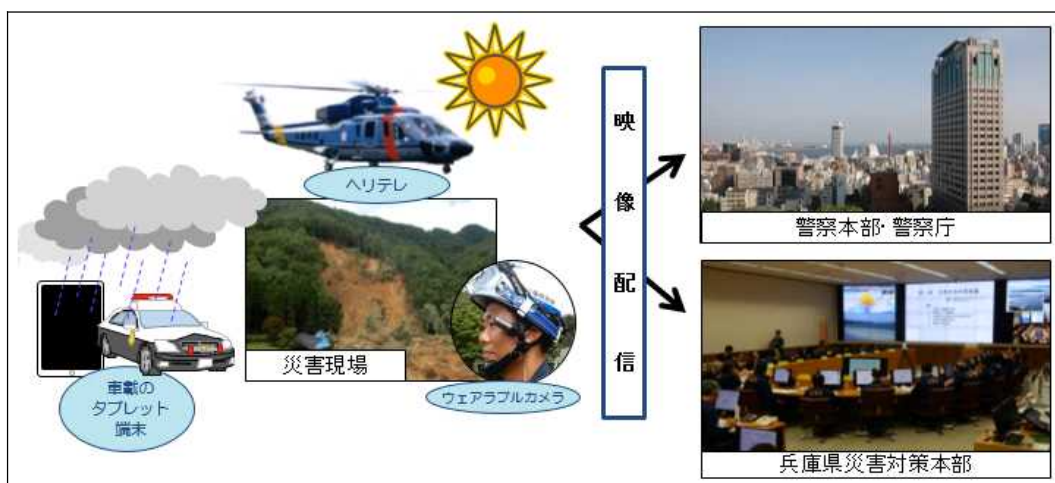 ヘリテレ
災害現場
車載の
タブレット
端末
ウェアラブルカメラ
映像配信
警察本部・警察庁
兵庫県災害対策本部